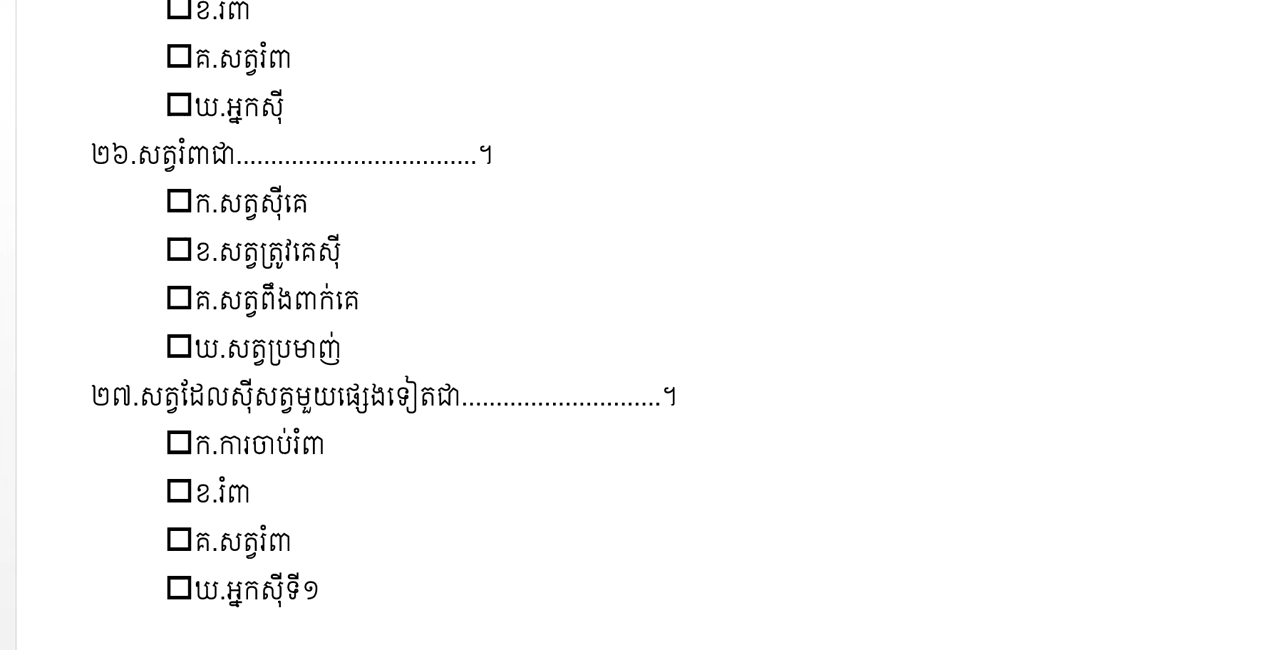 ខ.រំពា
គ.សត្វរំពា
ឃ.អ្នកស៊ី
២៦.សត្វរំពាជា...................................។
ក.សត្វស៊ីគេ
ខ.សត្វត្រូវគេស៊ី
គ.សត្វពឹងពាក់គេ
ឃ.សត្វប្រមាញ់
២៧.សត្វដែលស៊ីសត្វមួយផ្សេងទៀតជា.............................។
ក.ការចាប់រំពា
ខ.រំពា
គ.សត្វរំពា
ឃ.អ្នកស៊ីទី១